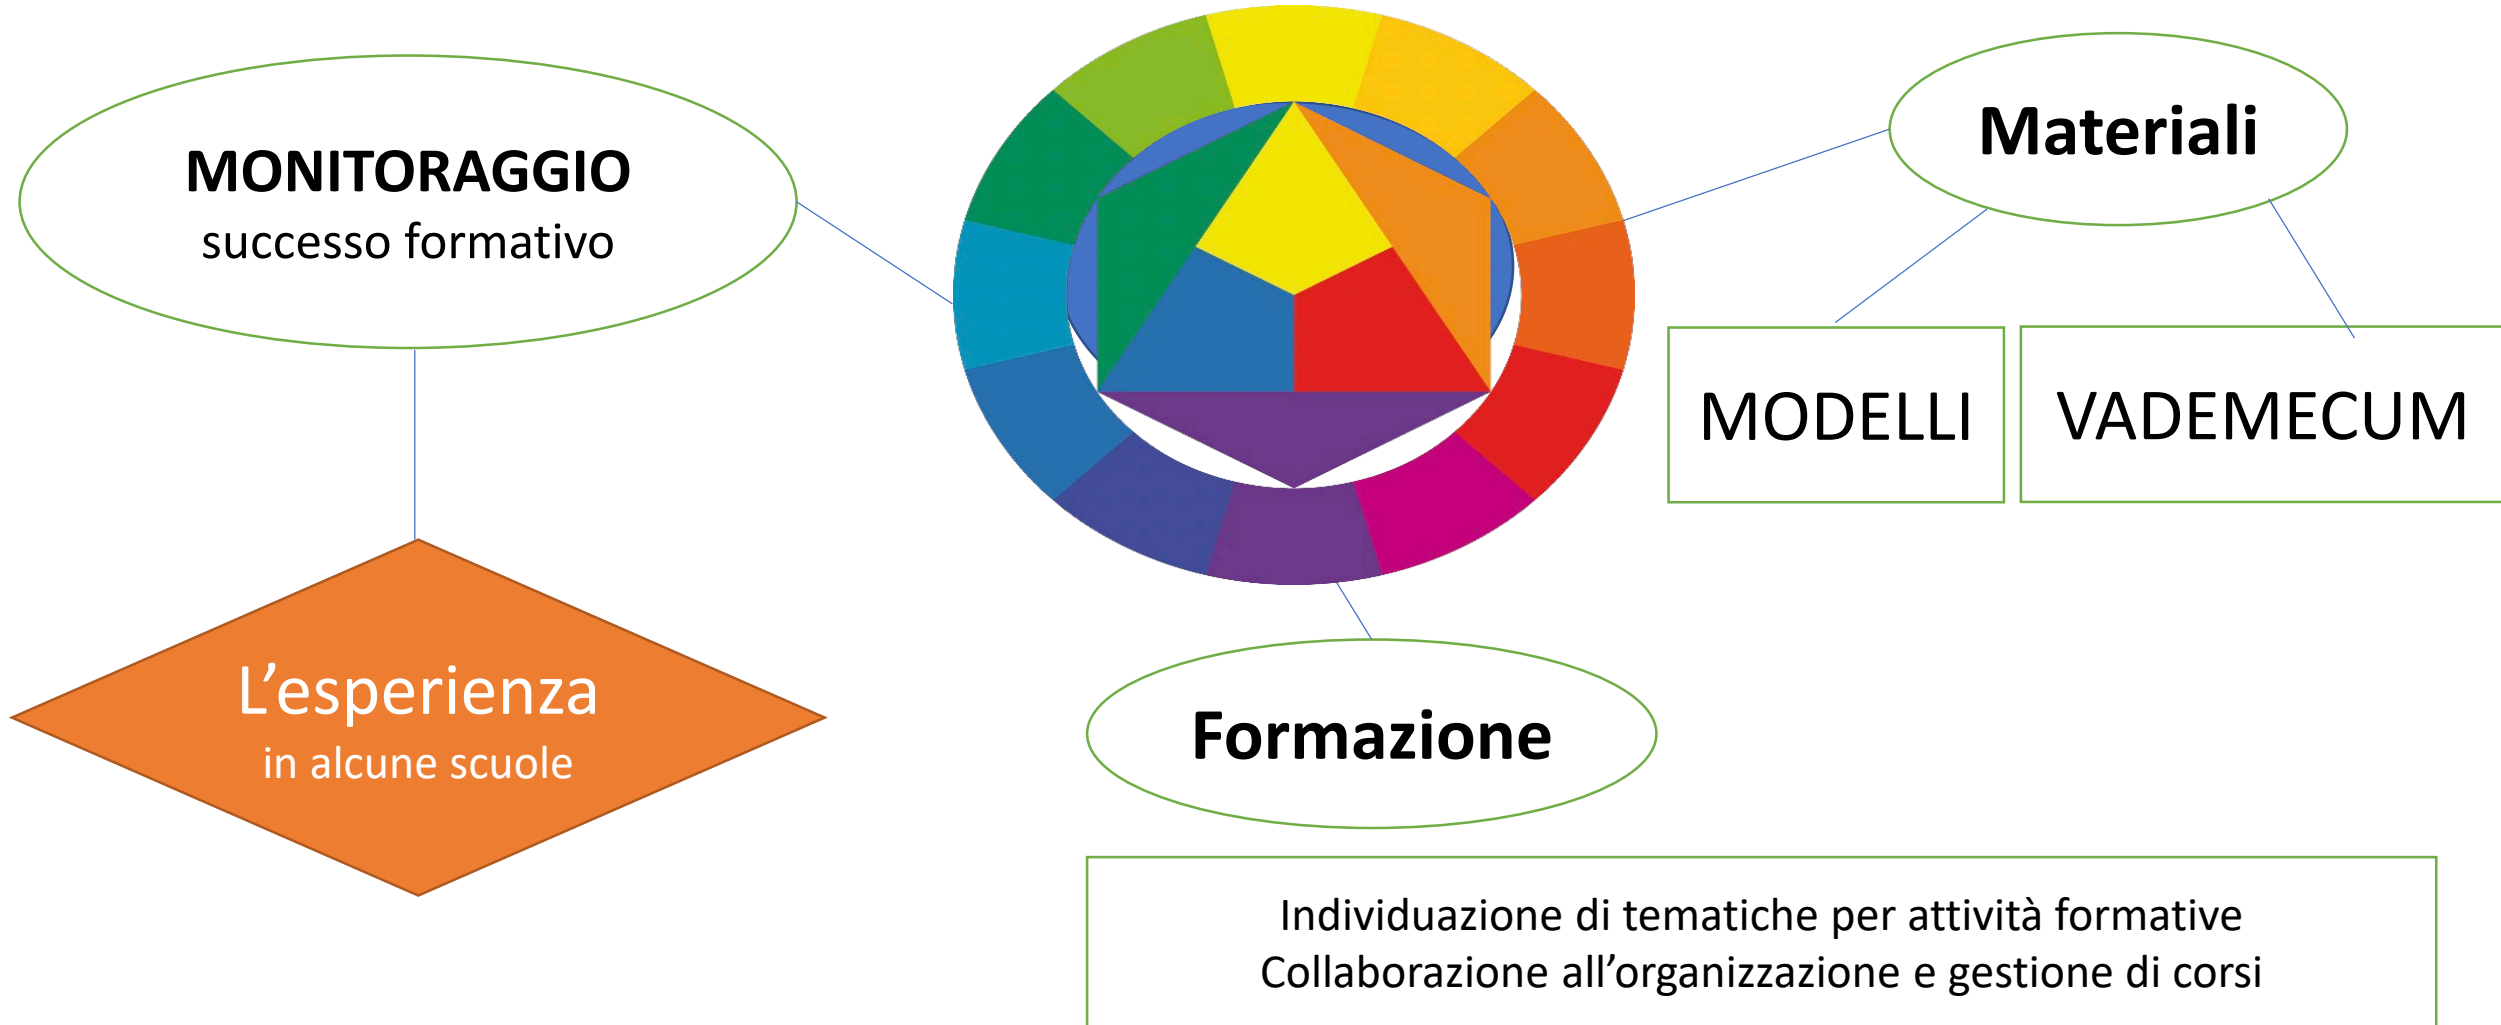 MONITORAGGIO
successo formativo
Materiali
MODELLI
VADEMECUM
L’esperienza
in alcune scuole
Formazione
Individuazione di tematiche per attività formative
Collaborazione all’organizzazione e gestione di corsi